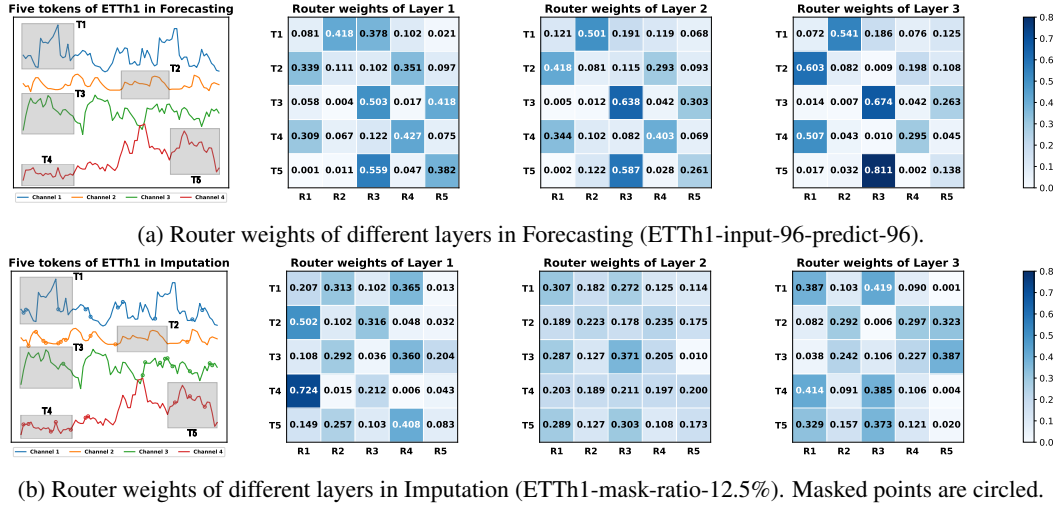 Five tokens of ETTh1 in Forecasting
T1
T2
T3
T4
T5
Channel 1 Channel 2 Channel 3 Channel 4
Router weights of Layer 1
T1 0.081 0.418 0.378 0.102 0.021
T2 0.339 0.111 0.102 0.351 0.097
T3 0.058 0.004 0.503 0.017 0.418
T4 0.309 0.067 0.122 0.427 0.075
T5 0.001 0.011 0.559 0.047 0.382
R1 R2 R3 R4 R5
Router weights of Layer 2
T1 0.121 0.501 0.191 0.119 0.068
T2 0.418 0.081 0.115 0.293 0.093
T3 0.005 0.012 0.638 0.042 0.303
T4 0.344 0.102 0.082 0.403 0.069
T5 0.002 0.122 0.587 0.028 0.261
R1 R2 R3 R4 R5
Router weights of Layer 3
T1 0.072 0.541 0.186 0.076 0.125
T2 0.603 0.082 0.009 0.198 0.108
T3 0.014 0.007 0.674 0.042 0.263
T4 0.507 0.043 0.010 0.295 0.045
T5 0.017 0.032 0.811 0.002 0.138
R1 R2 R3 R4 R5
0.8
0.7
0.6
0.5
0.4
0.3
0.2
0.1
0.0
(a) Router weights of different layers in Forecasting (ETTh1-input-96-predict-96).
Five tokens of ETTh1 in Imputation
T1
T2
T3
T4
T5
Channel 1 Channel 2 Channel 3 Channel 4
Router weights of Layer 1
T1 0.207 0.313 0.102 0.365 0.013
T2 0.502 0.102 0.316 0.048 0.032
T3 0.108 0.292 0.036 0.360 0.204
T4 0.724 0.015 0.212 0.006 0.043
T5 0.149 0.257 0.103 0.408 0.083
R1 R2 R3 R4 R5
Router weights of Layer 2
T1 0.307 0.182 0.272 0.125 0.114
T2 0.189 0.223 0.178 0.235 0.175
T3 0.287 0.127 0.371 0.205 0.010
T4 0.203 0.189 0.211 0.197 0.200
T5 0.289 0.127 0.303 0.108 0.173
R1 R2 R3 R4 R5
Router weights of Layer 3
T1 0.387 0.103 0.419 0.090 0.001
T2 0.082 0.292 0.006 0.297 0.323
T3 0.038 0.242 0.106 0.227 0.387
T4 0.414 0.091 0.385 0.106 0.004
T5 0.329 0.157 0.373 0.121 0.020
R1 R2 R3 R4 R5
0.8
0.7
0.6
0.5
0.4
0.3
0.2
0.1
0.0
(b) Router weights of different layers in Imputation (ETTh1-mask-ratio-12.5%). Masked points are circled.